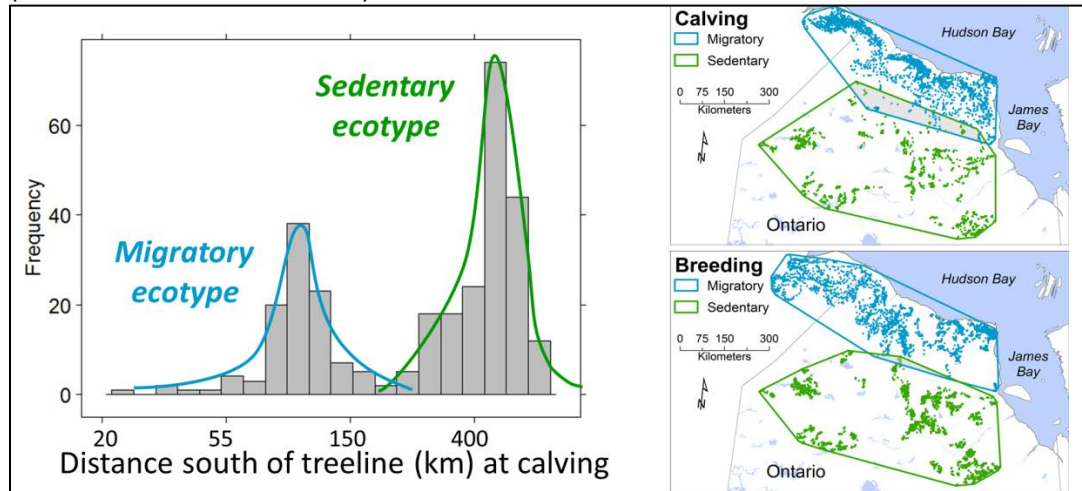 Sedentary
ecotype
Migratory
ecotype
Frequency
60
40
20
0
20
55
150
400
Distance south of treeline (km) at calving
Calving
Migratory
Sedentary
0 75 150 300
Kilometers
N
Hudson Bay
James
Bay
Ontario
Breeding
Migratory
Sedentary
0 75 150 300
Kilometers
N
Hudson Bay
James
Bay
Ontario